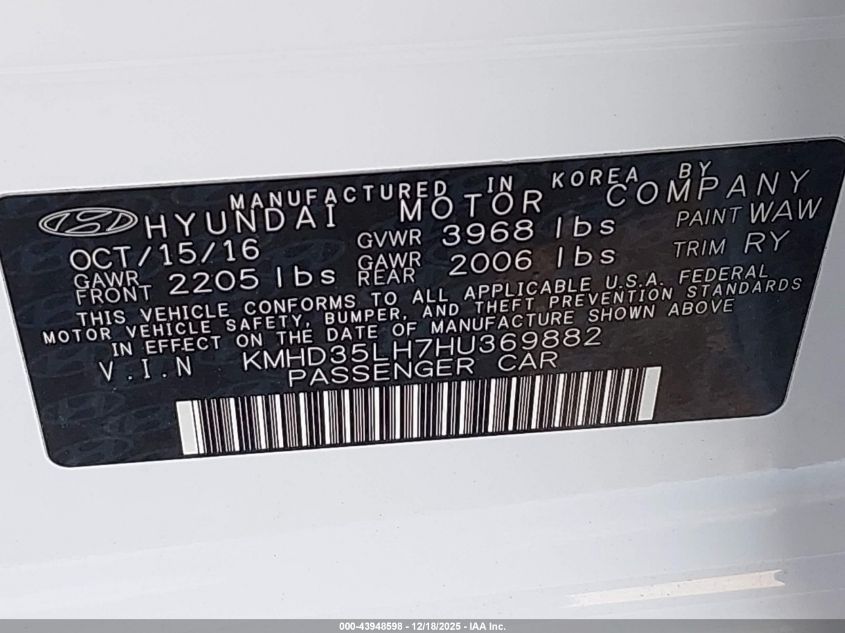 MANUFACTURED IN KOREA BY
HYUNDAI MOTOR COMPANY
OCT/15/16 GVWR 3968 lbs PAINT WAW
GAWR FRONT 2205 lbs GAWR REAR 2006 lbs TRIM RY
THIS VEHICLE CONFORMS TO ALL APPLICABLE U.S.A. FEDERAL
MOTOR VEHICLE SAFETY, BUMPER, AND THEFT PREVENTION STANDARDS
IN EFFECT ON THE DATE OF MANUFACTURE SHOWN ABOVE
V.I.N KMHD35LH7HU369882
PASSENGER CAR
000-43948598 - 12/18/2025 - IAA Inc.